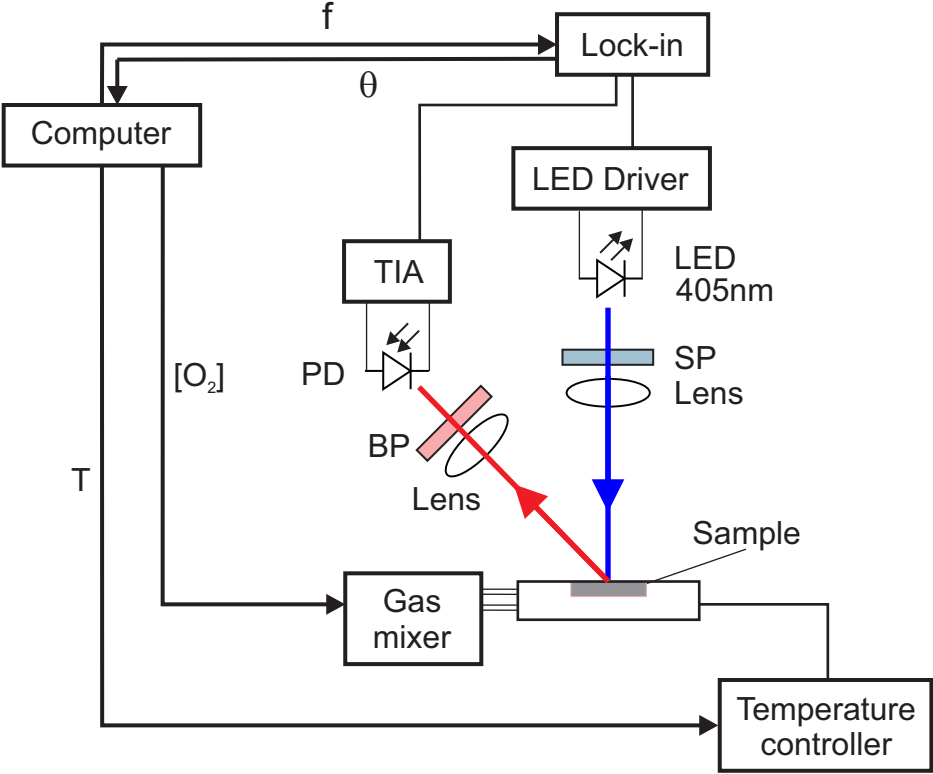 f
Lock-in
θ
Computer
LED Driver
TIA
LED
405nm
PD
SP
[O₂]
Lens
BP
T
Lens
Sample
Gas
mixer
Temperature
controller